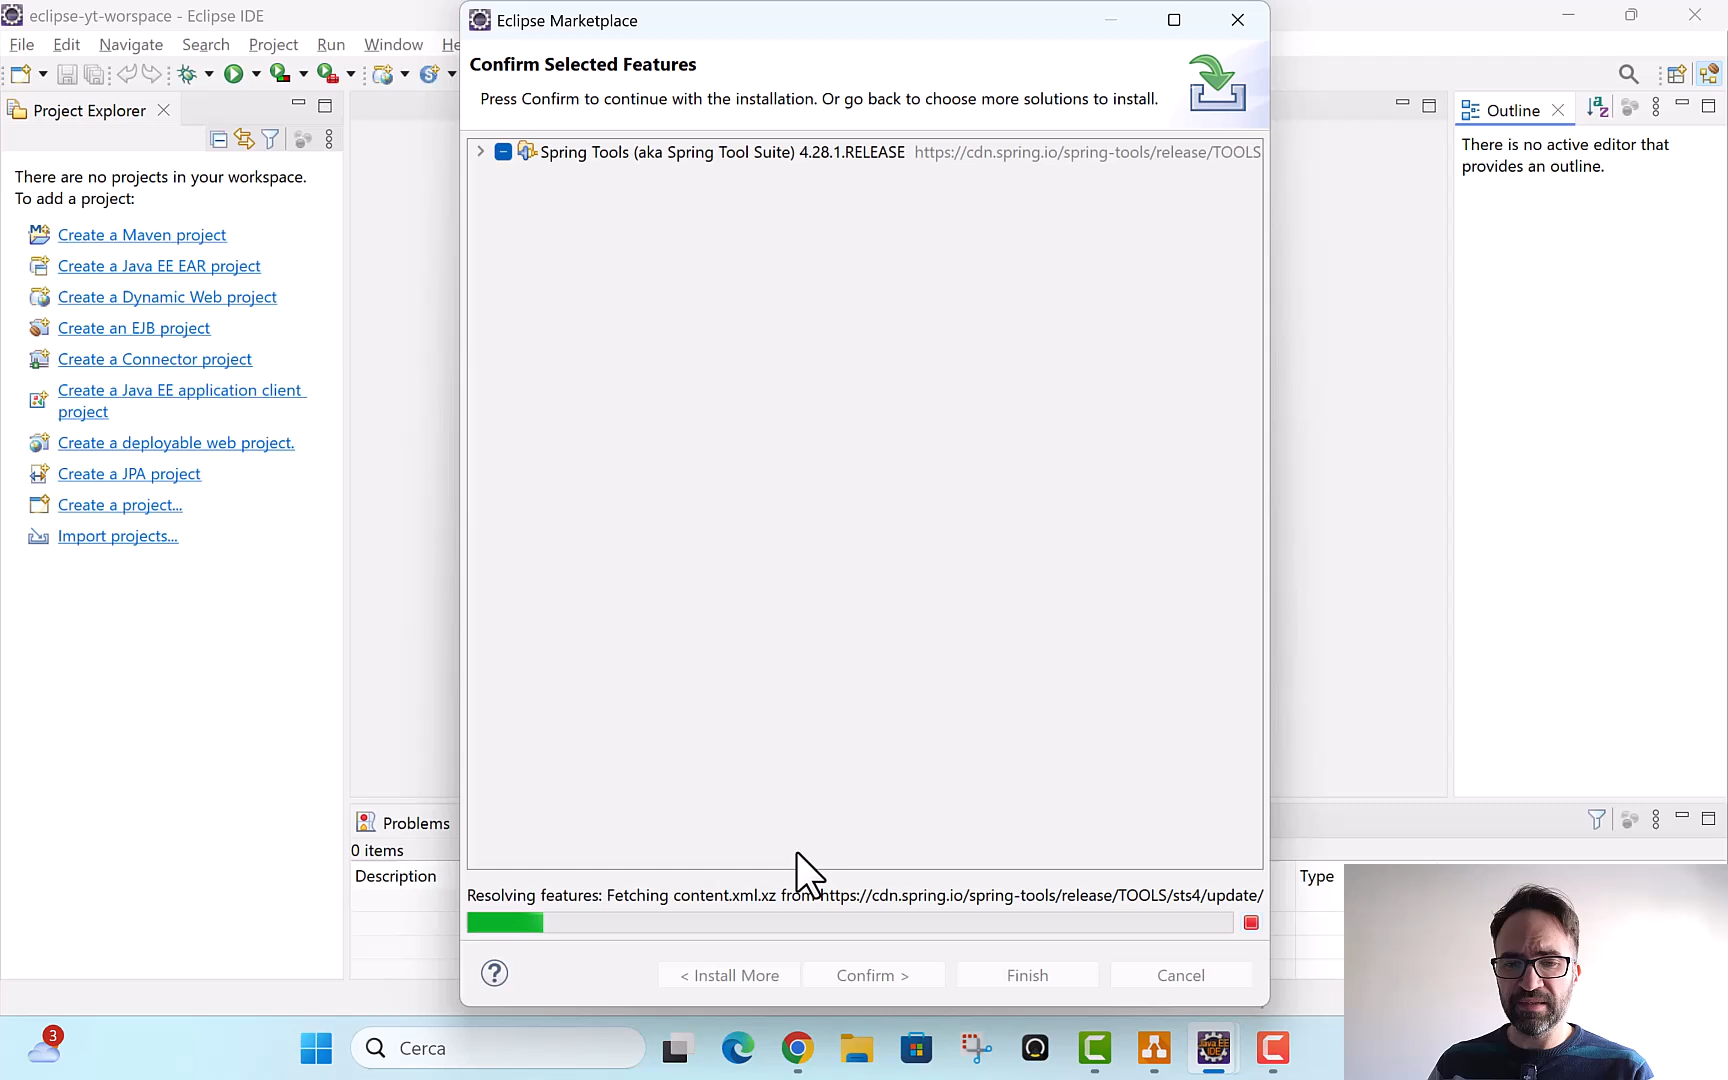 eclipse-yt-worspace - Eclipse IDE
File Edit Navigate Search Project Run Window He
Project Explorer
There are no projects in your workspace.
To add a project:
Create a Maven project
Create a Java EE EAR project
Create a Dynamic Web project
Create an EJB project
Create a Connector project
Create a Java EE application client
project
Create a deployable web project.
Create a JPA project
Create a project...
Import projects...
Eclipse Marketplace
Confirm Selected Features
Press Confirm to continue with the installation. Or go back to choose more solutions to install.
Spring Tools (aka Spring Tool Suite) 4.28.1.RELEASE https://cdn.spring.io/spring-tools/release/TOOLS
Resolving features: Fetching content.xml.xz from https://cdn.spring.io/spring-tools/release/TOOLS/sts4/update/
< Install More
Confirm >
Finish
Cancel
Outline
There is no active editor that
provides an outline.
Problems
0 items
Description
Type
3
Cerca
Java EE
IDE